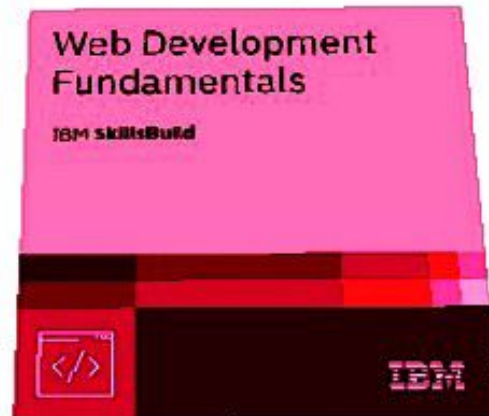 Web Development
Fundamentals
IBM SkillsBuild
</>
IBM